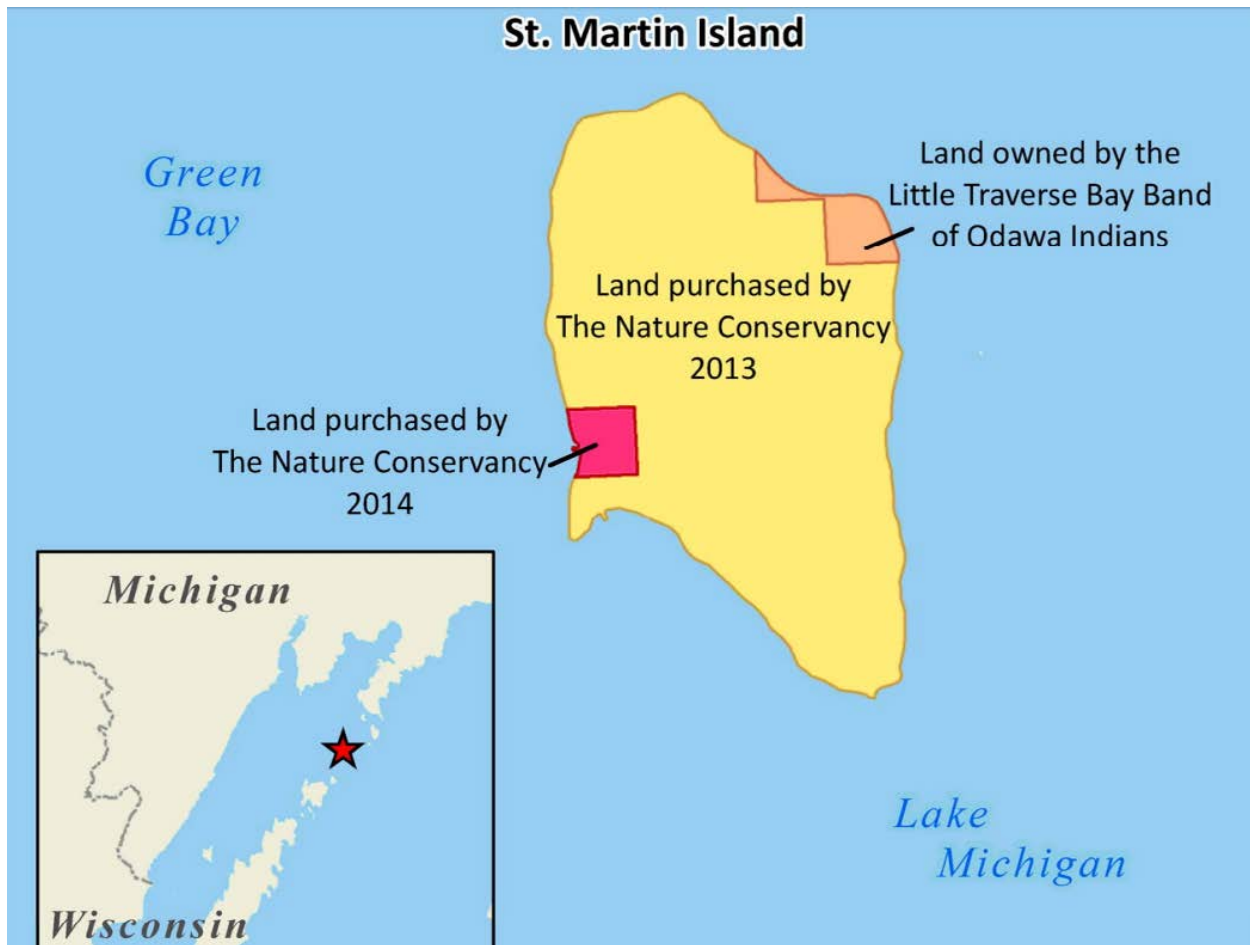 St. Martin Island
Green
Bay
Land owned by the
Little Traverse Bay Band
of Odawa Indians
Land purchased by
The Nature Conservancy
2013
Land purchased by
The Nature Conservancy
2014
Michigan
Wisconsin
Lake
Michigan